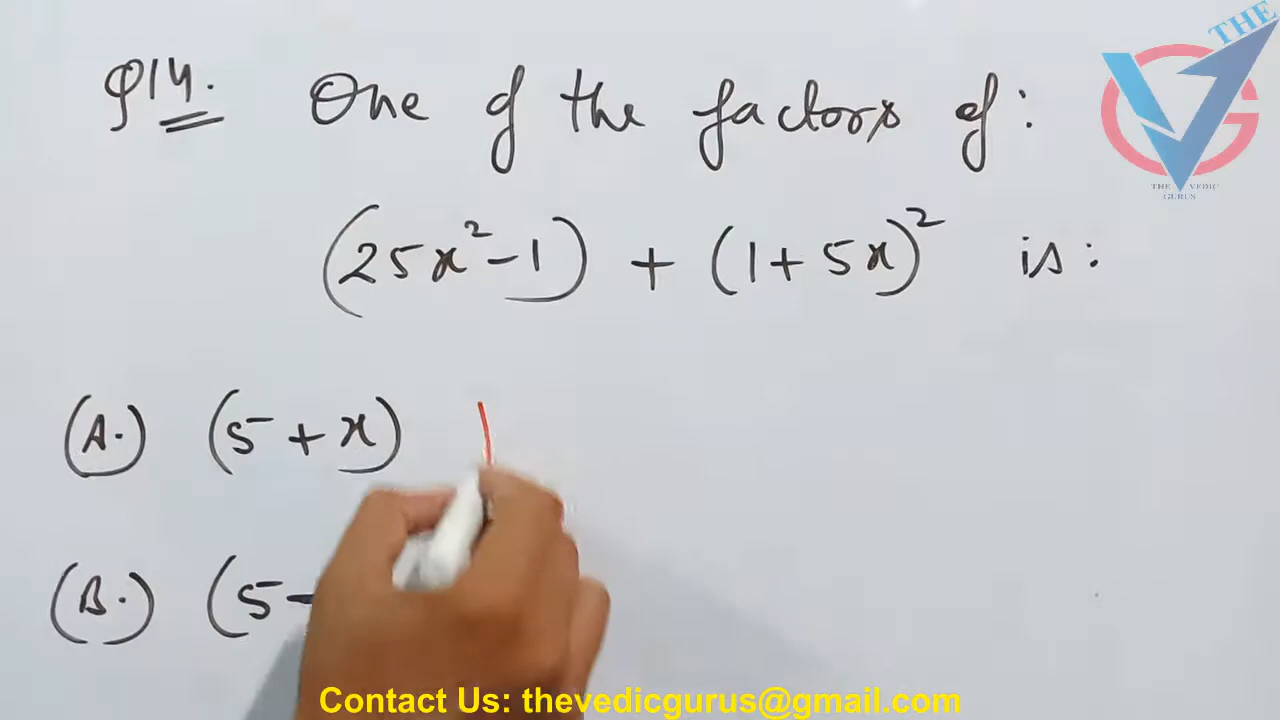 Q14. One of the factors of:
(25x²-1) + (1+5x)² is:
(A.) (5+x)
(B.) (5-
THE
VG
THE VEDIC
GURUS
Contact Us: thevedicgurus@gmail.com